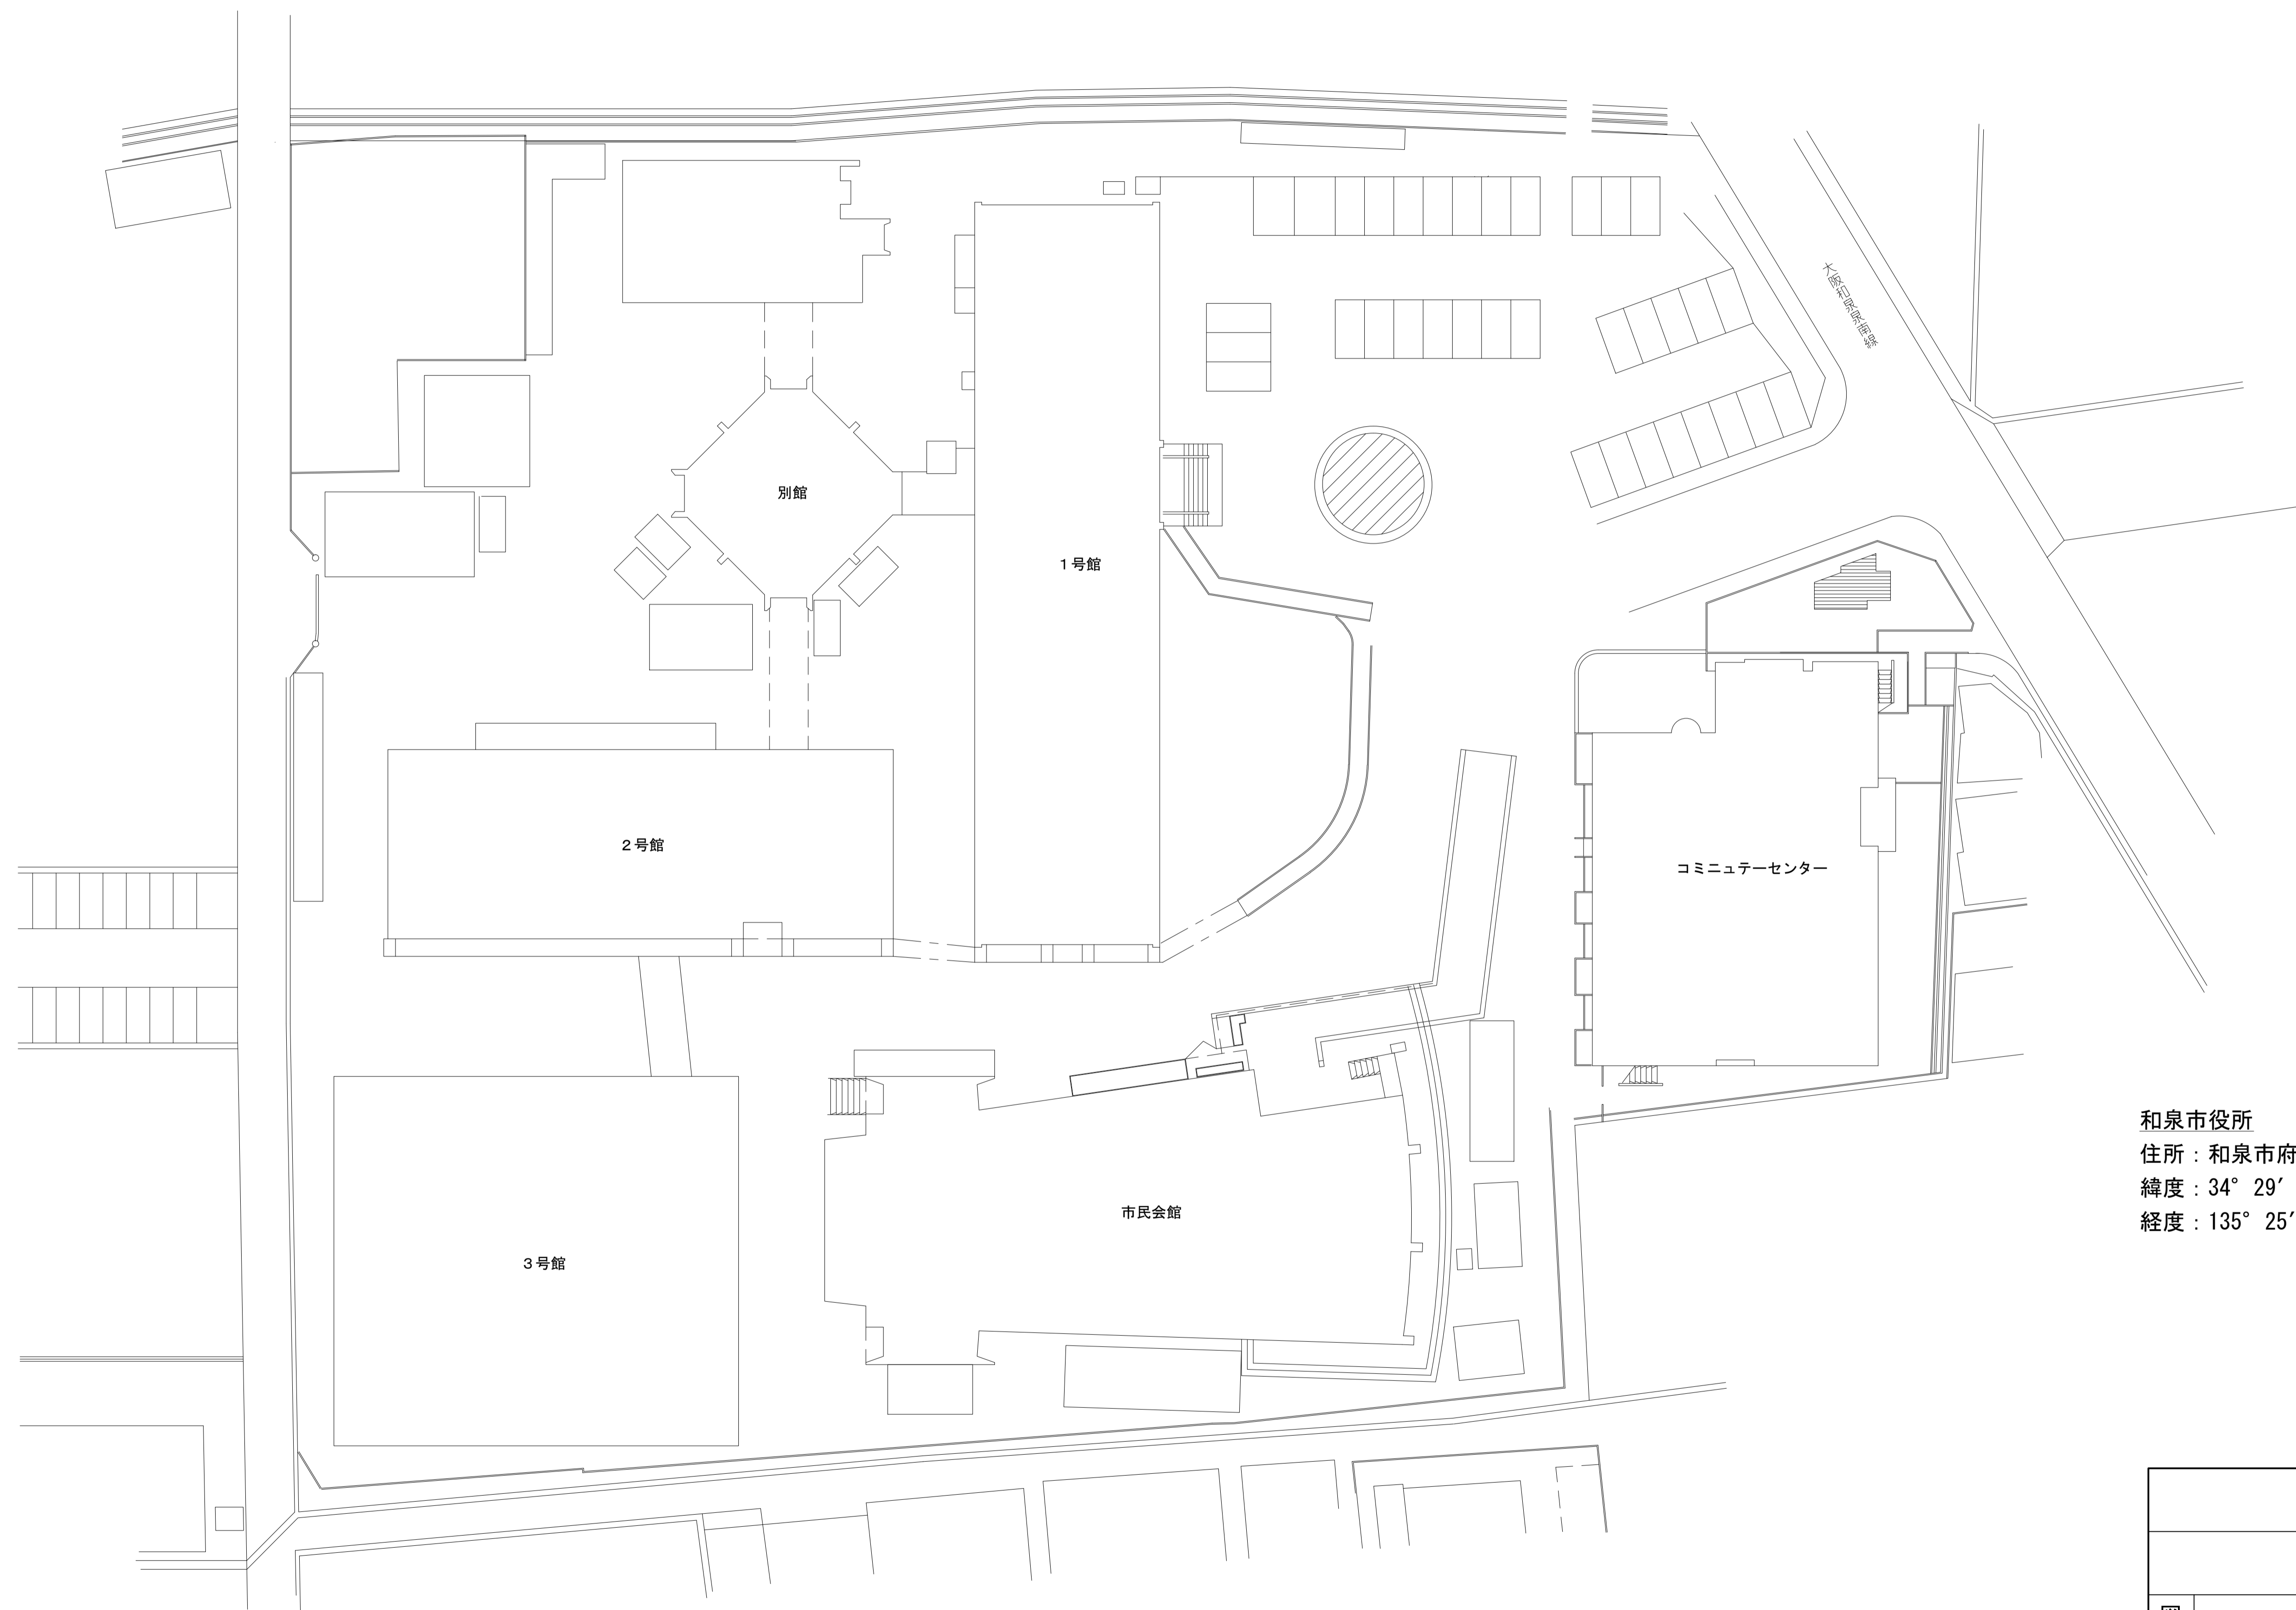 大阪和泉泉南線
別館
１号館
２号館
コミニュテーセンター
和泉市役所
住所：和泉市府
緯度：34°29′
経度：135°25′
市民会館
３号館